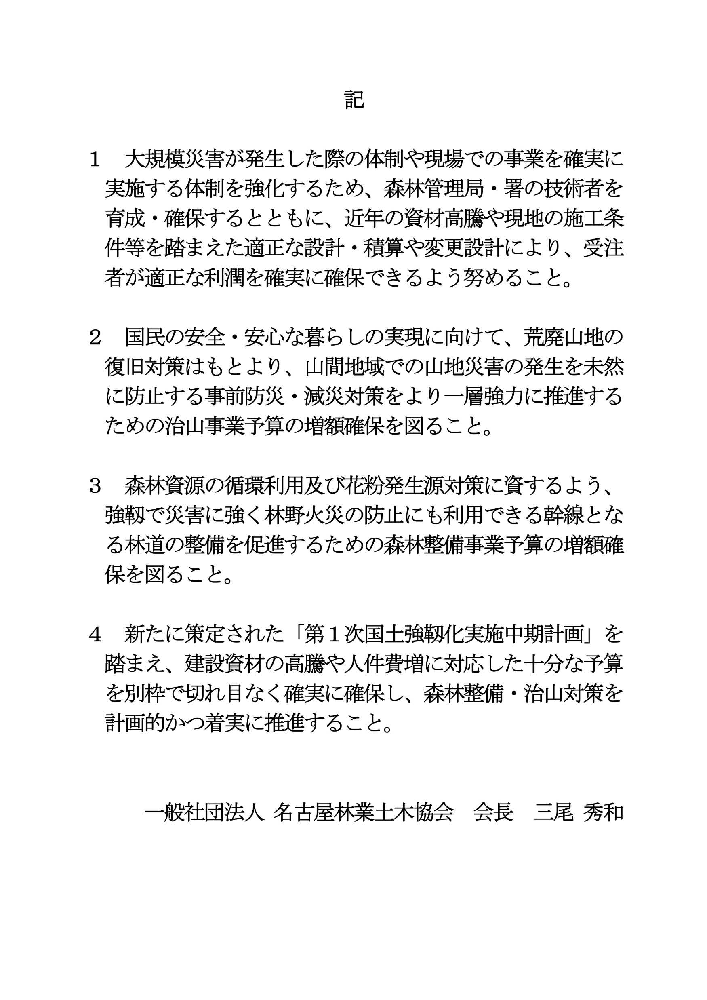 記
１　大規模災害が発生した際の体制や現場での事業を確実に
実施する体制を強化するため、森林管理局・署の技術者を
育成・確保するとともに、近年の資材高騰や現地の施工条
件等を踏まえた適正な設計・積算や変更設計により、受注
者が適正な利潤を確実に確保できるよう努めること。
２　国民の安全・安心な暮らしの実現に向けて、荒廃山地の
復旧対策はもとより、山間地域での山地災害の発生を未然
に防止する事前防災・減災対策をより一層強力に推進する
ための治山事業予算の増額確保を図ること。
３　森林資源の循環利用及び花粉発生源対策に資するよう、
強靱で災害に強く林野火災の防止にも利用できる幹線とな
る林道の整備を促進するための森林整備事業予算の増額確
保を図ること。
４　新たに策定された「第１次国土強靱化実施中期計画」を
踏まえ、建設資材の高騰や人件費増に対応した十分な予算
を別枠で切れ目なく確実に確保し、森林整備・治山対策を
計画的かつ着実に推進すること。
一般社団法人 名古屋林業土木協会　会長　三尾 秀和